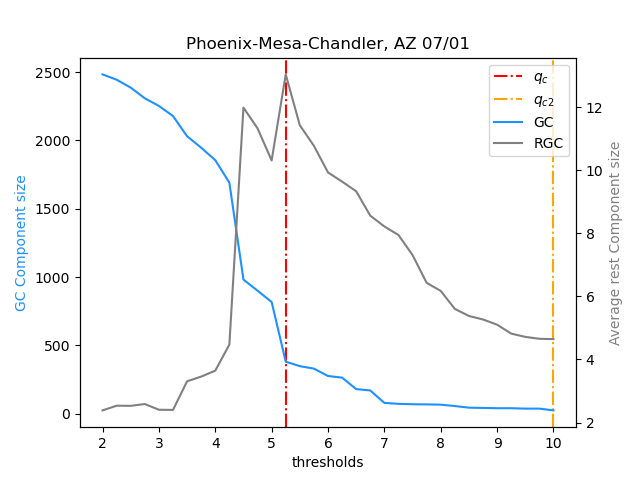 Phoenix-Mesa-Chandler, AZ 07/01
2500
2000
1500
1000
500
0
GC Component size
12
10
8
6
4
2
Average rest Component size
q_c
q_{c2}
GC
RGC
2 3 4 5 6 7 8 9 10
thresholds